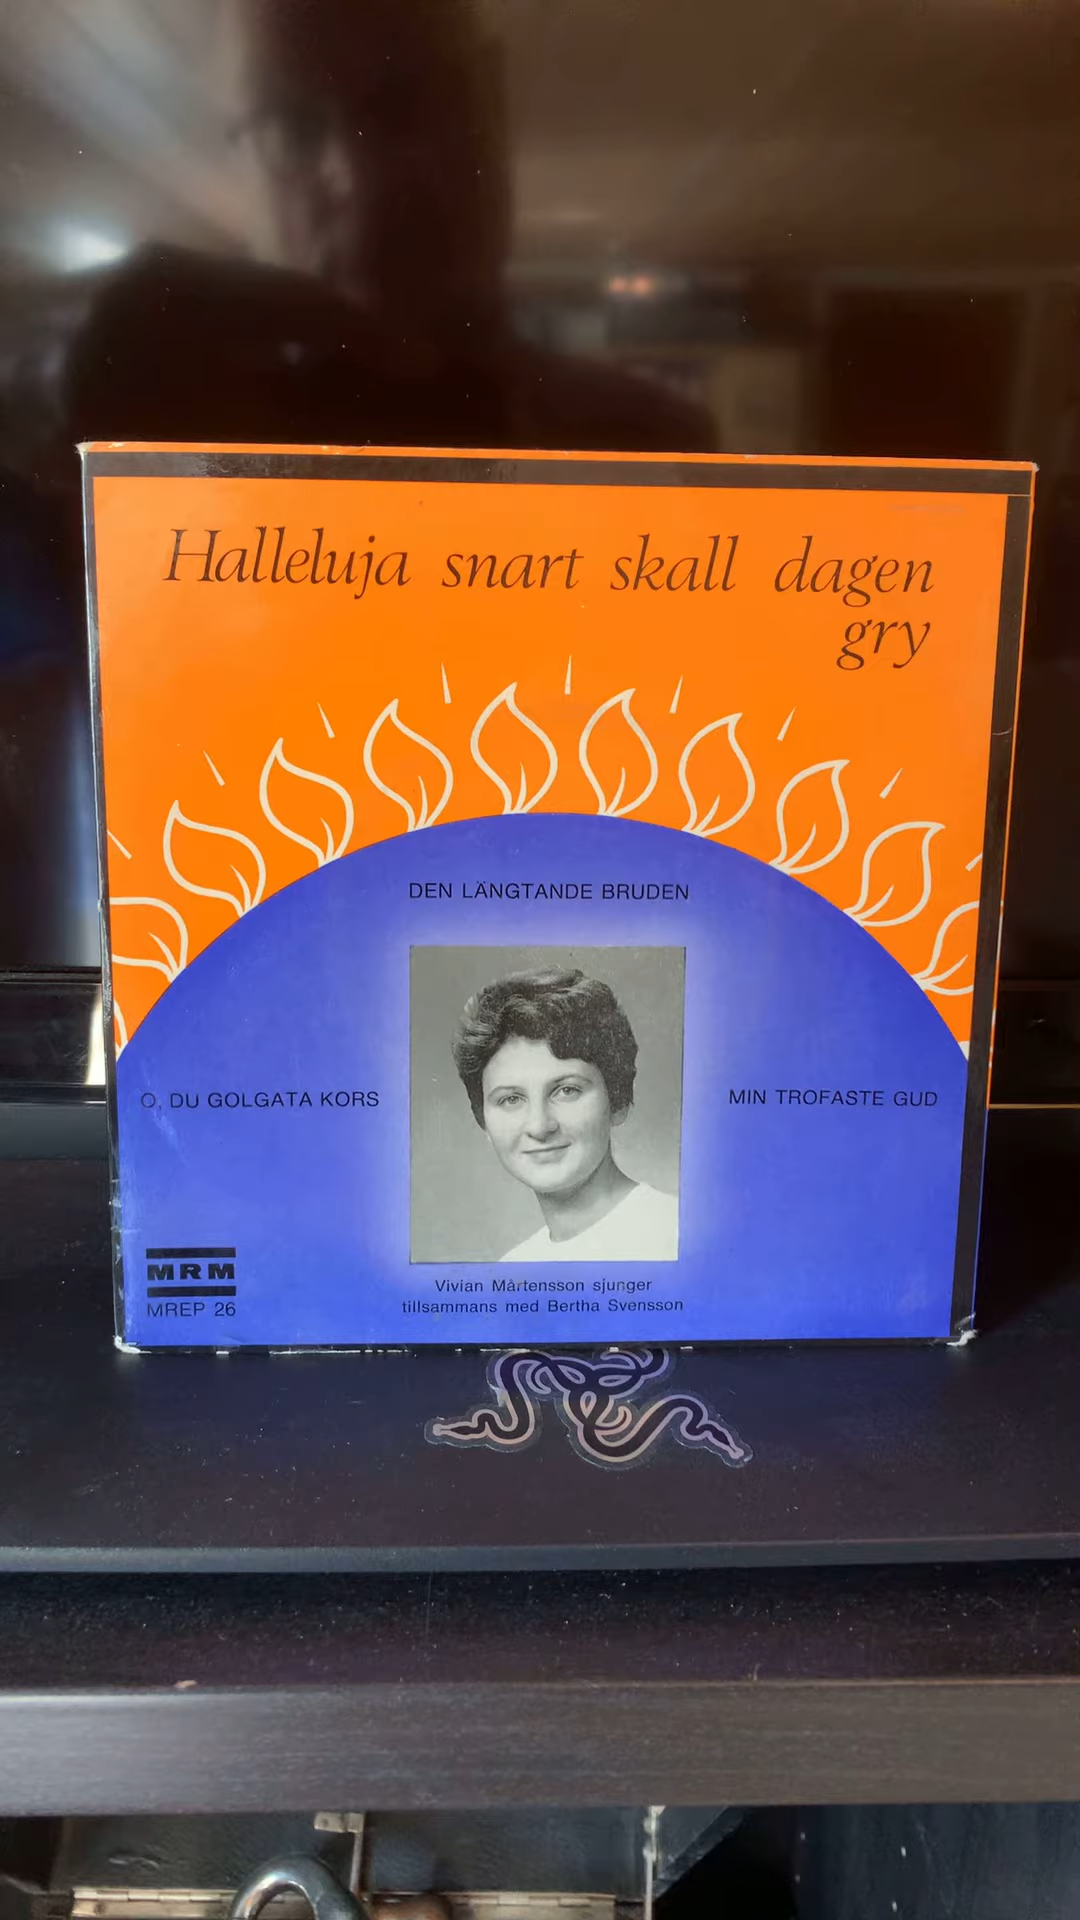 Halleluja snart skall dagen
gry
DEN LÄNGTANDE BRUDEN
O, DU GOLGATA KORS
MIN TROFASTE GUD
MRM
MREP 26
Vivian Mårtensson sjunger
tillsammans med Bertha Svensson